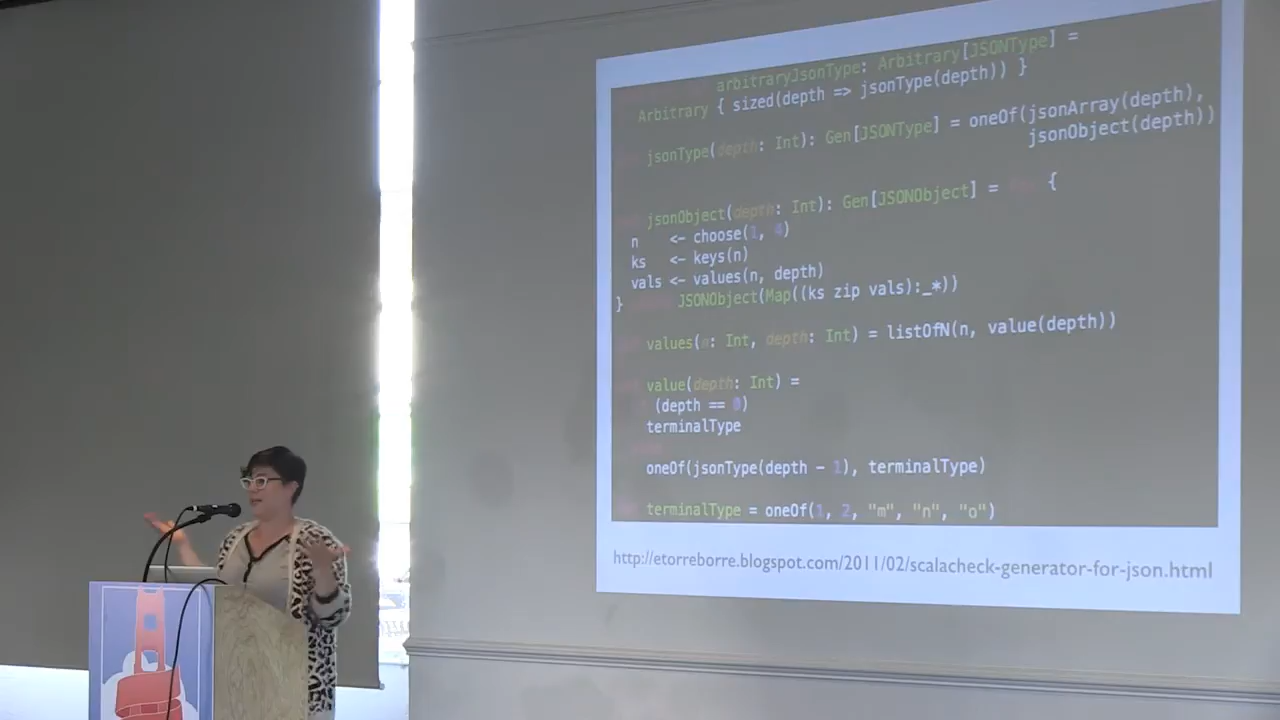 arbitraryJsonType: Arbitrary[JSONType] =
Arbitrary { sized(depth => jsonType(depth)) }
jsonType(depth: Int): Gen[JSONType] = oneOf(jsonArray(depth),
jsonObject(depth))
jsonObject(depth: Int): Gen[JSONObject] = {
n <- choose(1, 4)
ks <- keys(n)
vals <- values(n, depth)
} JSONObject(Map((ks zip vals):_*))
values(n: Int, depth: Int) = listOfN(n, value(depth))
value(depth: Int) =
(depth == 0)
terminalType
oneOf(jsonType(depth - 1), terminalType)
terminalType = oneOf(1, 2, "m", "n", "o")
http://etorreborre.blogspot.com/2011/02/scalacheck-generator-for-json.html